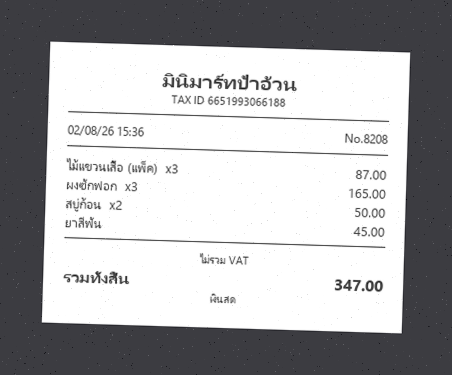 มินิมาร์ทป้าอ้วน
TAX ID 6651993066188
02/08/26 15:36 No.8208
ไม้แขวนเสื้อ (แพ็ค) x3 87.00
ผงซักฟอก x3 165.00
สบู่ก้อน x2 50.00
ยาสีฟัน 45.00
ไม่รวม VAT
รวมทั้งสิ้น 347.00
เงินสด